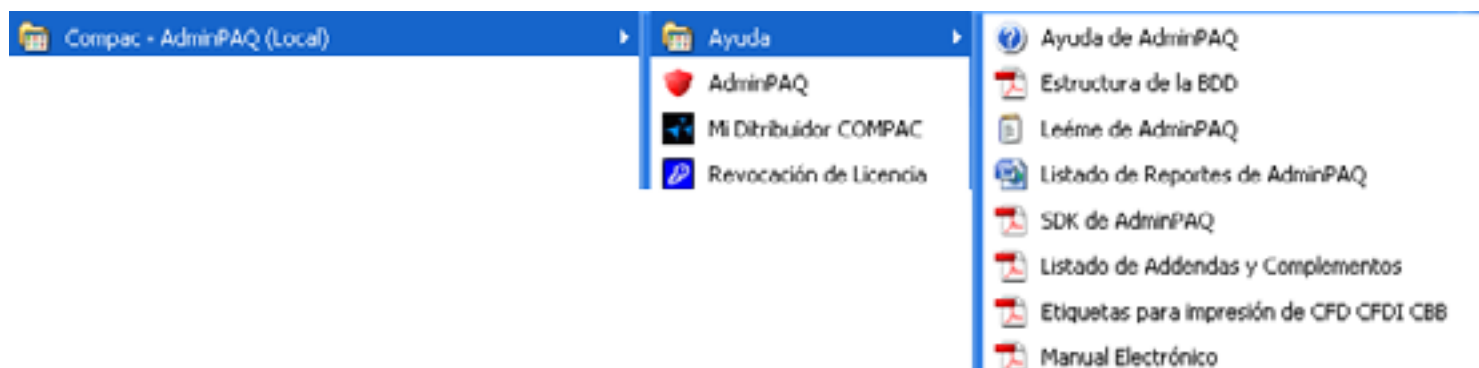 Compac - AdminPAQ (Local)
Ayuda
AdminPAQ
Mi Ditribuidor COMPAC
Revocación de Licencia
Ayuda de AdminPAQ
Estructura de la BDD
Leéme de AdminPAQ
Listado de Reportes de AdminPAQ
SDK de AdminPAQ
Listado de Addendas y Complementos
Etiquetas para impresión de CFD CFDI CBB
Manual Electrónico